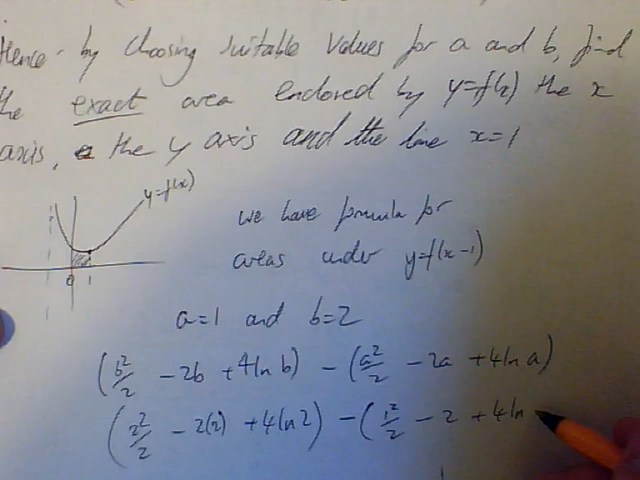 Hence - by choosing suitable values for a and b, find
the exact area enclosed by y=f(x) the x
axis, the y axis and the line x=1
y=f(x)
0 1
we have formula for
areas under y=f(x-1)
a=1 and b=2
(b²/2 - 2b + 4ln b) - (a²/2 - 2a + 4ln a)
(2²/2 - 2(2) + 4ln2) - (1²/2 - 2 + 4ln